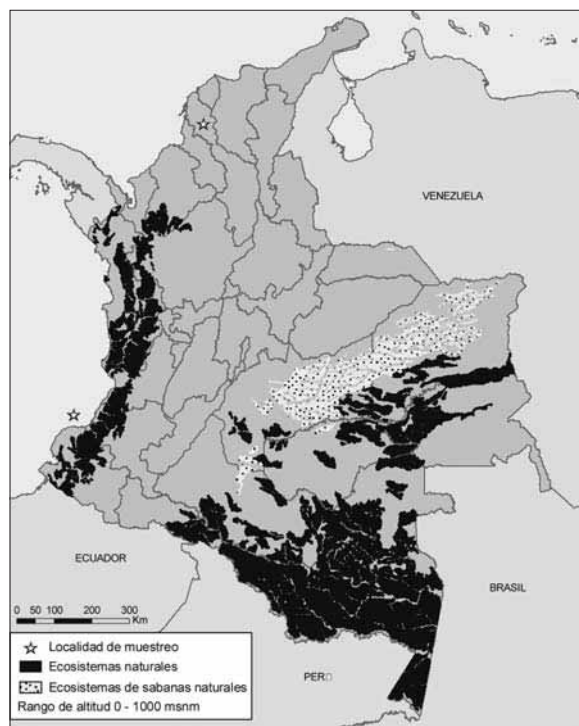 VENEZUELA
ECUADOR
BRASIL
0 50 100 200 300
Km
PER□
Localidad de muestreo
Ecosistemas naturales
Ecosistemas de sabanas naturales
Rango de altitud 0 - 1000 msnm